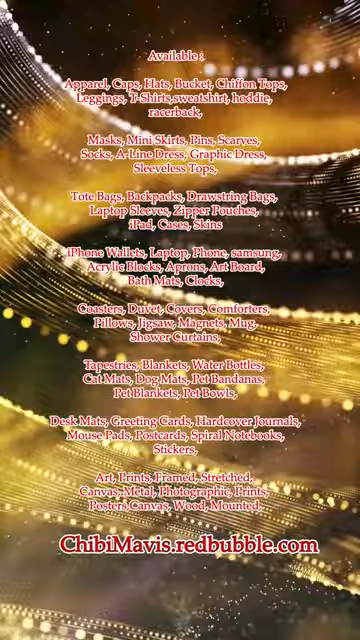 Available :
Apparel, Caps, Hats, Bucket, Chiffon Tops,
Leggings, T-Shirts,sweatshirt, hoddie,
racerback,
Masks, Mini Skirts, Pins, Scarves,
Socks, A-Line Dress, Graphic Dress,
Sleeveless Tops,
Tote Bags, Backpacks, Drawstring Bags,
Laptop Sleeves, Zipper Pouches,
iPad, Cases, Skins
iPhone Wallets, Laptop, Phone, samsung,
Acrylic Blocks, Aprons, Art Board,
Bath Mats, Clocks,
Coasters, Duvet, Covers, Comforters,
Pillows, Jigsaw, Magnets, Mug,
Shower Curtains,
Tapestries, Blankets, Water Bottles,
Cat Mats, Dog Mats, Pet Bandanas,
Pet Blankets, Pet Bowls,
Desk Mats, Greeting Cards, Hardcover Journals,
Mouse Pads, Postcards, Spiral Notebooks,
Stickers,
Art, Prints, Framed, Stretched,
Canvas, Metal, Photographic, Prints,
Posters,Canvas, Wood, Mounted,
ChibiMavis.redbubble.com